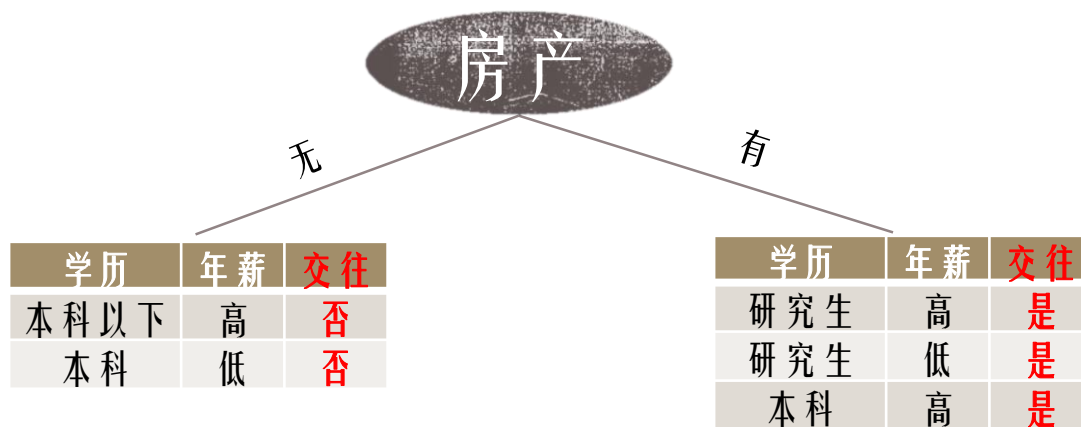 房产
无
有
学历 年薪 交往
本科以下 高 否
本科 低 否
学历 年薪 交往
研究生 高 是
研究生 低 是
本科 高 是